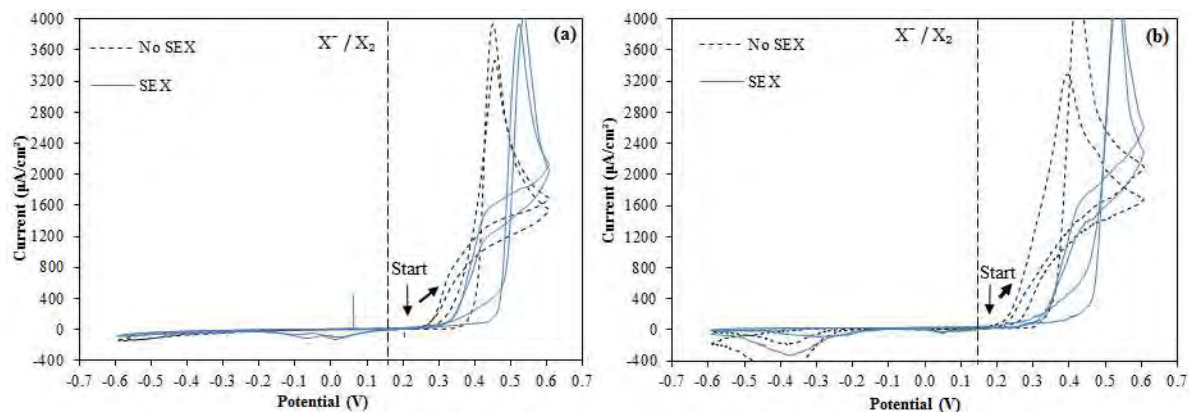 4000
3600
3200
2800
2400
2000
1600
1200
800
400
0
-400
Current (µA/cm²)
No SEX
SEX
X⁻ / X₂
(a)
Start
-0.7 -0.6 -0.5 -0.4 -0.3 -0.2 -0.1 0.0 0.1 0.2 0.3 0.4 0.5 0.6 0.7
Potential (V)
4000
3600
3200
2800
2400
2000
1600
1200
800
400
0
-400
Current (µA/cm²)
No SEX
SEX
X⁻ / X₂
(b)
Start
-0.7 -0.6 -0.5 -0.4 -0.3 -0.2 -0.1 0.0 0.1 0.2 0.3 0.4 0.5 0.6 0.7
Potential (V)